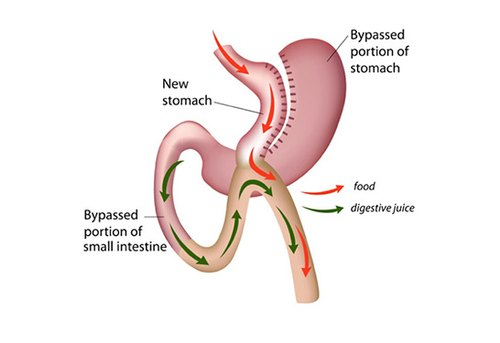 Bypassed
portion of
stomach
New
stomach
food
digestive juice
Bypassed
portion of
small intestine